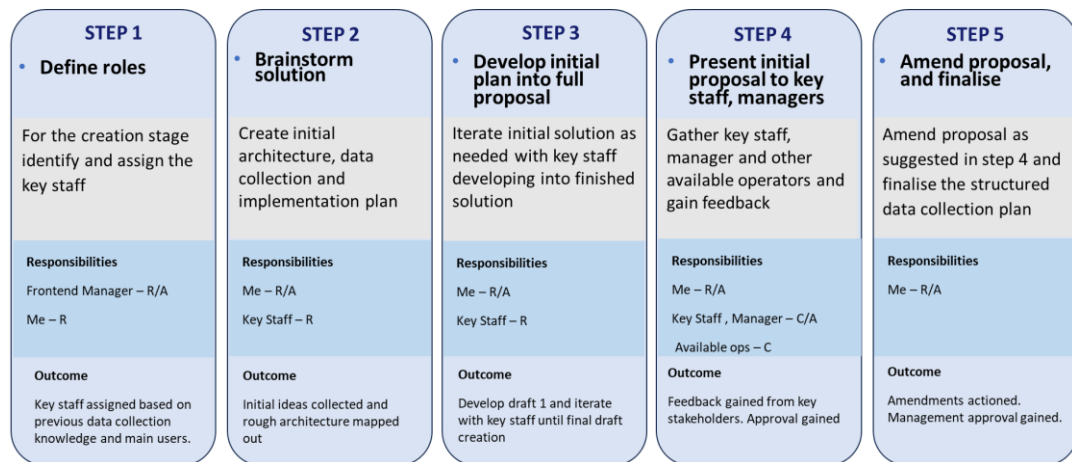 STEP 1
• Define roles
For the creation stage
identify and assign the
key staff
Responsibilities
Frontend Manager – R/A
Me – R
Outcome
Key staff assigned based on
previous data collection
knowledge and main users.
STEP 2
• Brainstorm
solution
Create initial
architecture, data
collection and
implementation plan
Responsibilities
Me – R/A
Key Staff – R
Outcome
Initial ideas collected and
rough architecture mapped
out
STEP 3
• Develop initial
plan into full
proposal
Iterate initial solution as
needed with key staff
developing into finished
solution
Responsibilities
Me – R/A
Key Staff – R
Outcome
Develop draft 1 and iterate
with key staff until final draft
creation
STEP 4
• Present initial
proposal to key
staff, managers
Gather key staff,
manager and other
available operators and
gain feedback
Responsibilities
Me – R/A
Key Staff , Manager – C/A
Available ops – C
Outcome
Feedback gained from key
stakeholders. Approval gained
STEP 5
• Amend proposal,
and finalise
Amend proposal as
suggested in step 4 and
finalise the structured
data collection plan
Responsibilities
Me – R/A
Outcome
Amendments actioned.
Management approval gained.